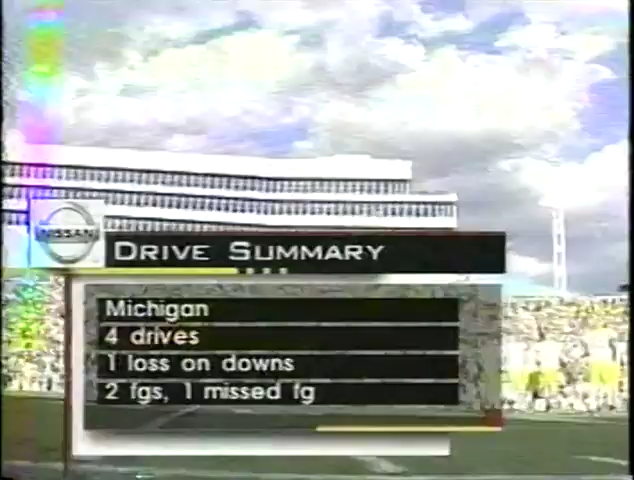 NISSAN
DRIVE SUMMARY
Michigan
4 drives
1 loss on downs
2 fgs, 1 missed fg